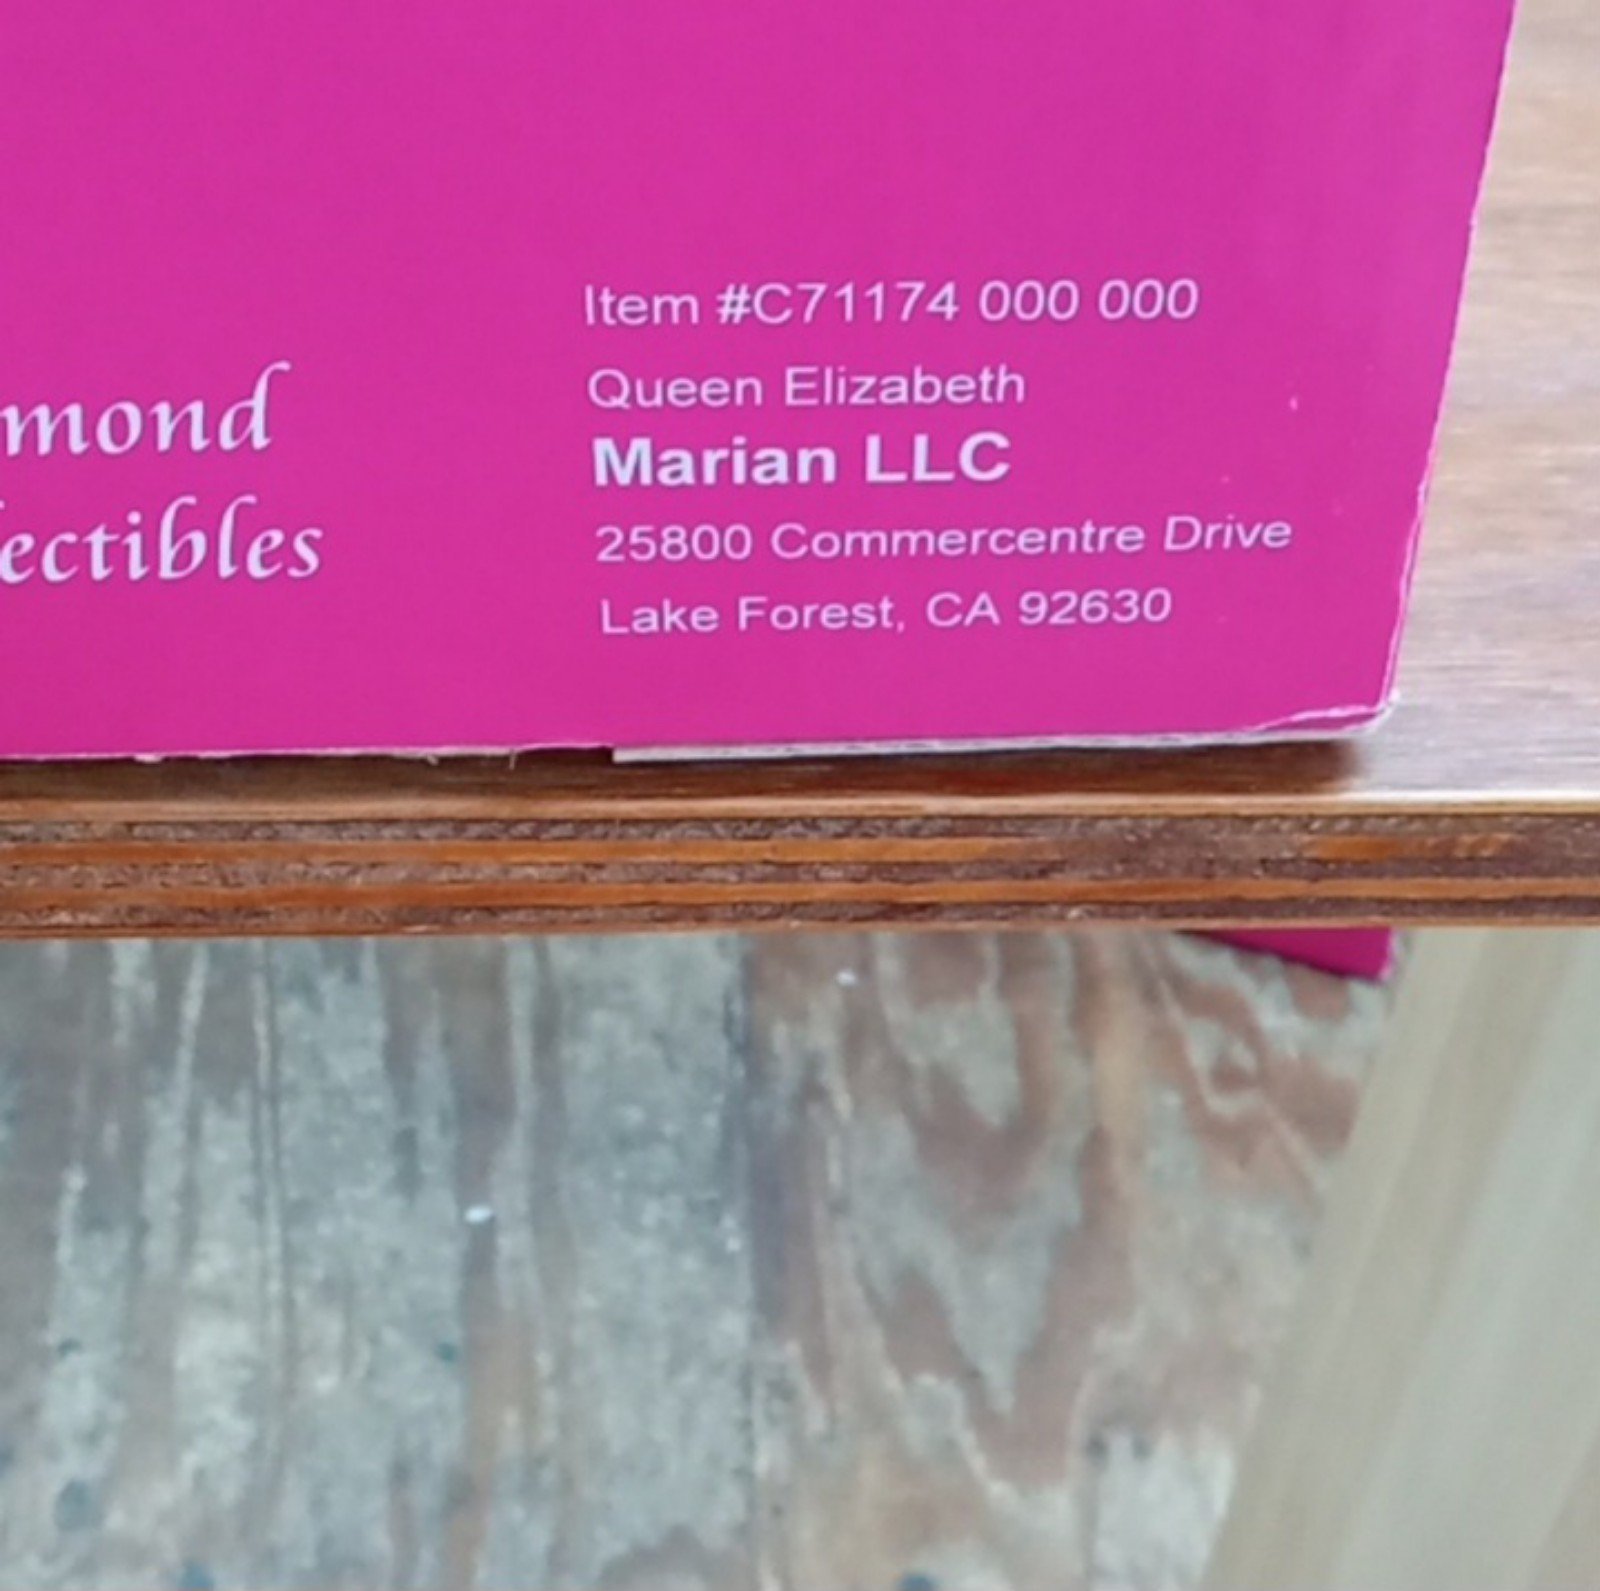 mond
ectibles
Item #C71174 000 000
Queen Elizabeth
Marian LLC
25800 Commercentre Drive
Lake Forest, CA 92630